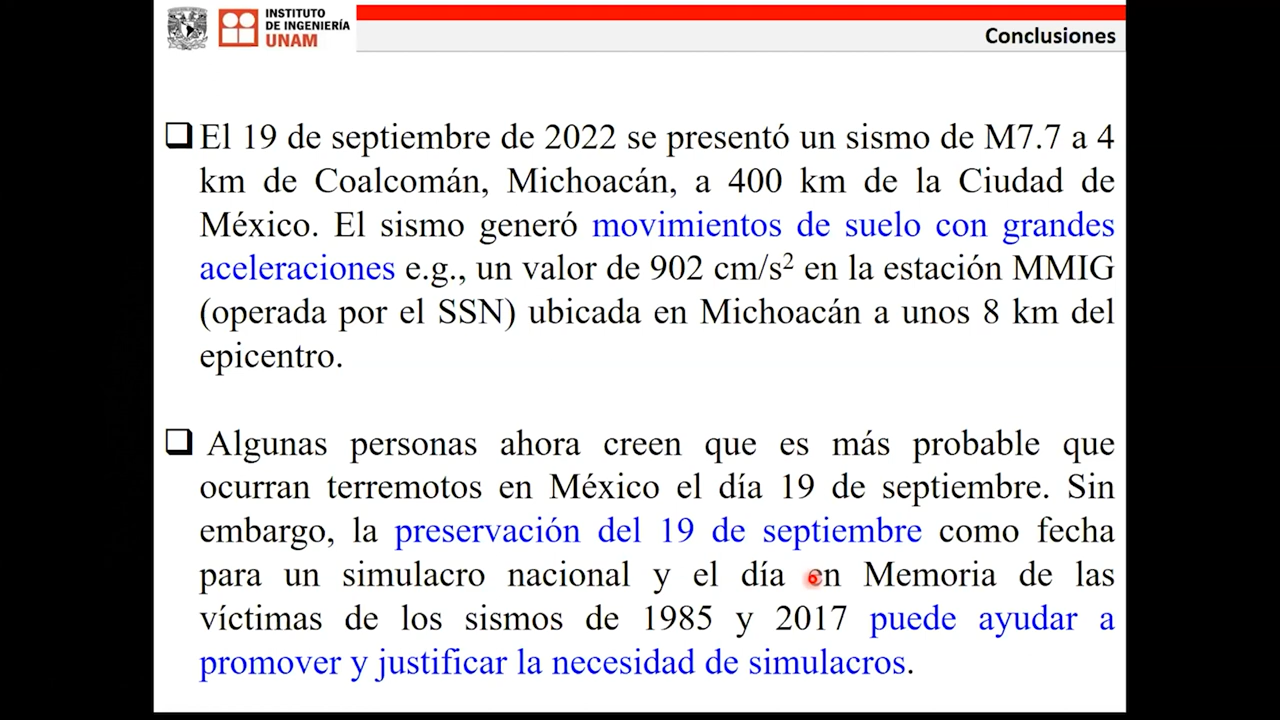 INSTITUTO
DE INGENIERÍA
UNAM
Conclusiones
El 19 de septiembre de 2022 se presentó un sismo de M7.7 a 4
km de Coalcomán, Michoacán, a 400 km de la Ciudad de
México. El sismo generó movimientos de suelo con grandes
aceleraciones e.g., un valor de 902 cm/s² en la estación MMIG
(operada por el SSN) ubicada en Michoacán a unos 8 km del
epicentro.
Algunas personas ahora creen que es más probable que
ocurran terremotos en México el día 19 de septiembre. Sin
embargo, la preservación del 19 de septiembre como fecha
para un simulacro nacional y el día en Memoria de las
víctimas de los sismos de 1985 y 2017 puede ayudar a
promover y justificar la necesidad de simulacros.